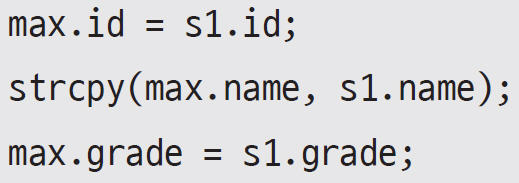 max.id = s1.id;
strcpy(max.name, s1.name);
max.grade = s1.grade;